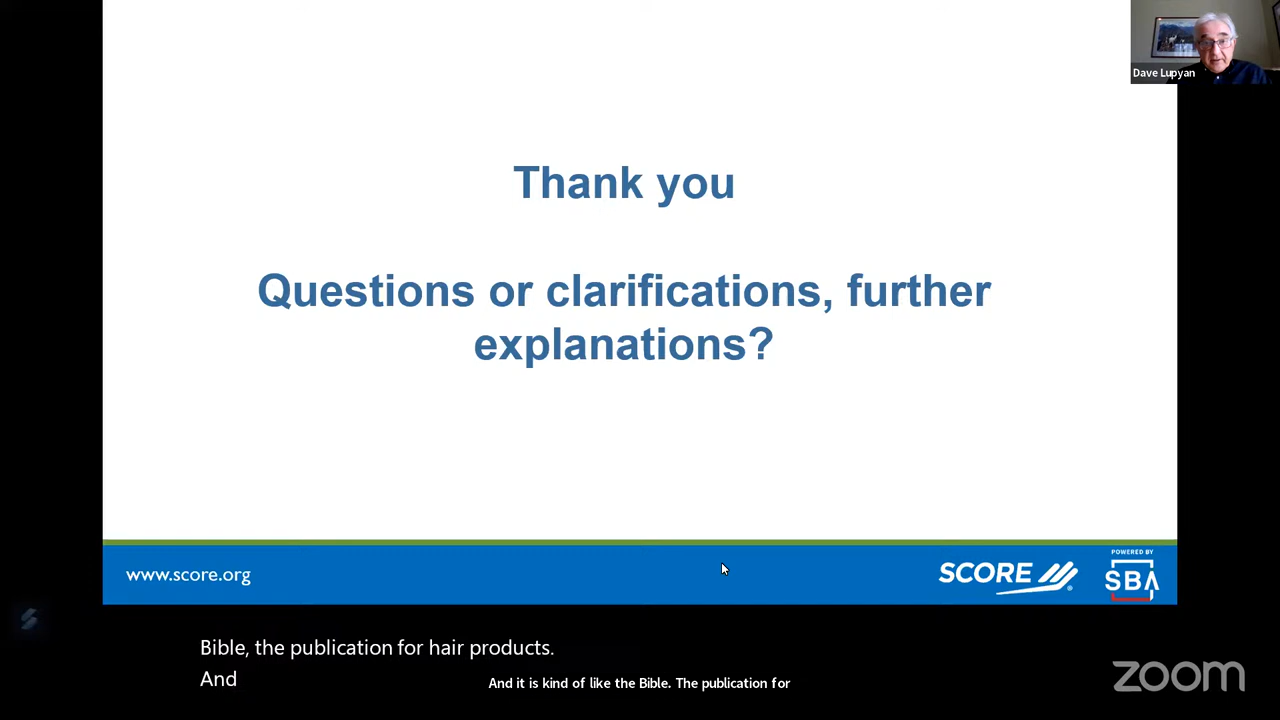 Dave Lupyan
Thank you
Questions or clarifications, further
explanations?
www.score.org
SCORE
®
POWERED BY
SBA
Bible, the publication for hair products.
And
And it is kind of like the Bible. The publication for
zoom